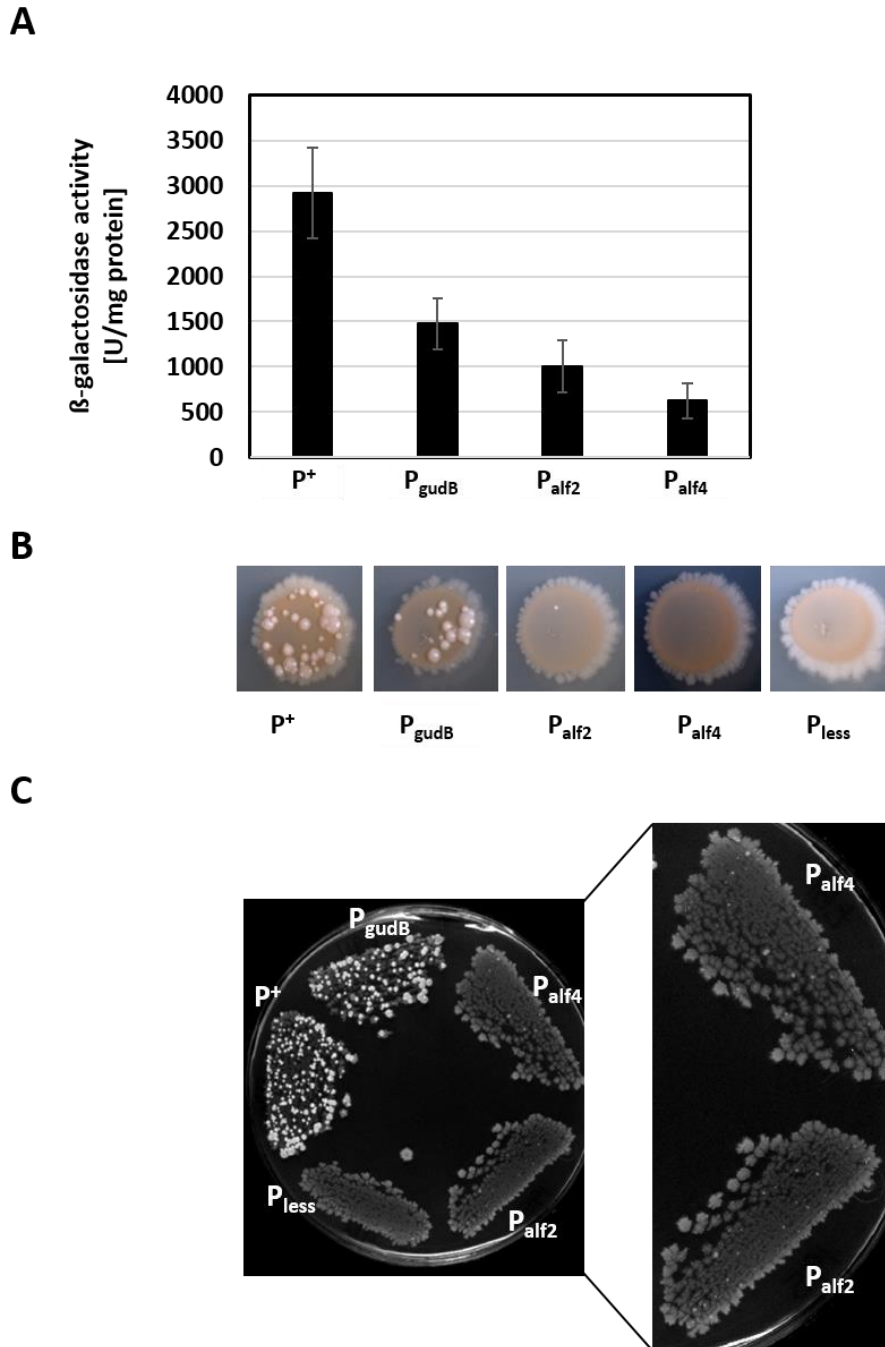 A
ß-galactosidase activity
[U/mg protein]
4000
3500
3000
2500
2000
1500
1000
500
0
P+
PgudB
Palf2
Palf4
B
P+
PgudB
Palf2
Palf4
Pless
C
PgudB
P+
Palf4
Pless
Palf2
Palf4
Palf2